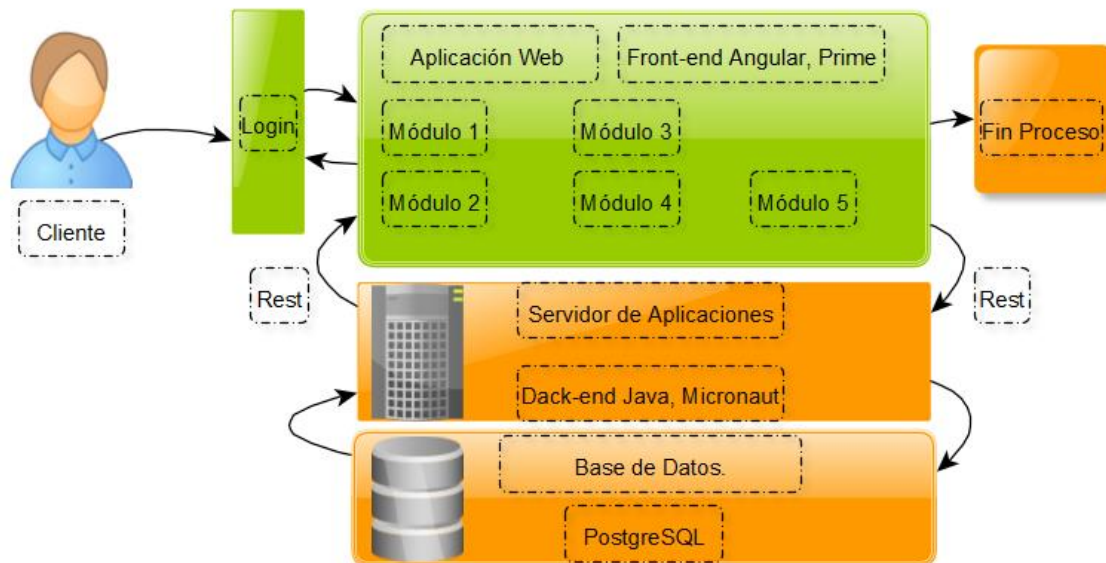 Aplicación Web
Front-end Angular, Prime
Login
Módulo 1
Módulo 3
Fin Proceso
Módulo 2
Módulo 4
Módulo 5
Cliente
Rest
Rest
Servidor de Aplicaciones
Dack-end Java, Micronaut
Base de Datos.
PostgreSQL